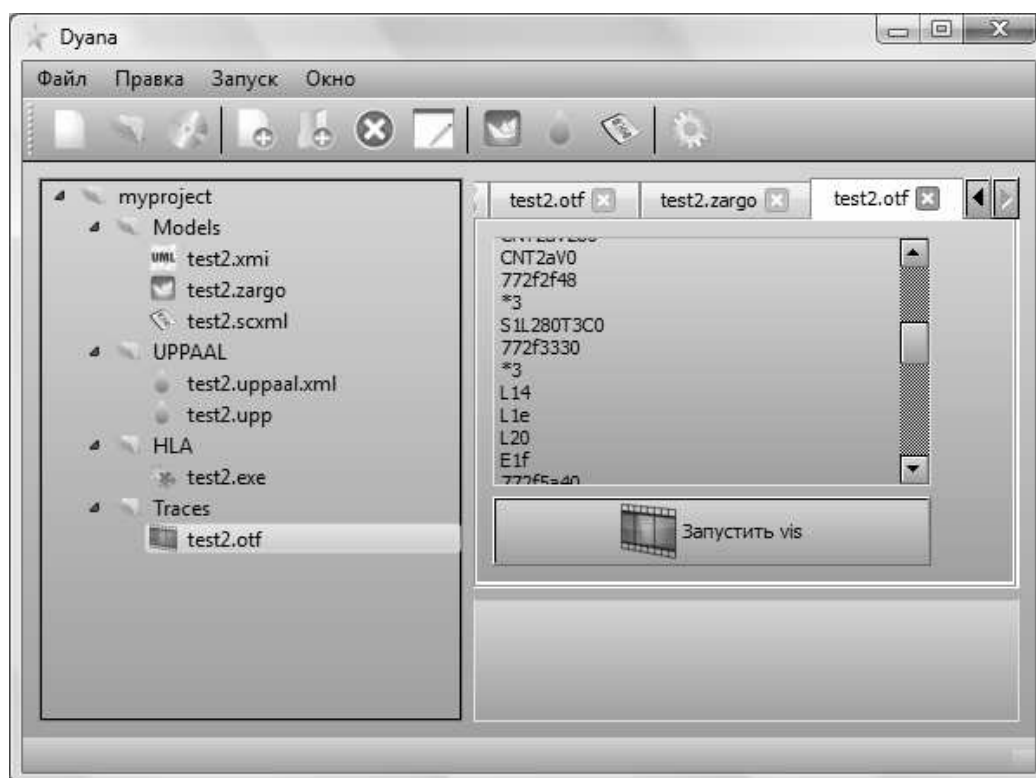 Dyana
Файл Правка Запуск Окно
myproject
Models
UML test2.xmi
test2.zargo
test2.scxml
UPPAAL
test2.uppaal.xml
test2.upp
HLA
test2.exe
Traces
test2.otf
test2.otf test2.zargo test2.otf
CNT2aV0
772f2f48
*3
S1L280T3C0
772f3330
*3
L14
L1e
L20
E1f
772f5a40
Запустить vis